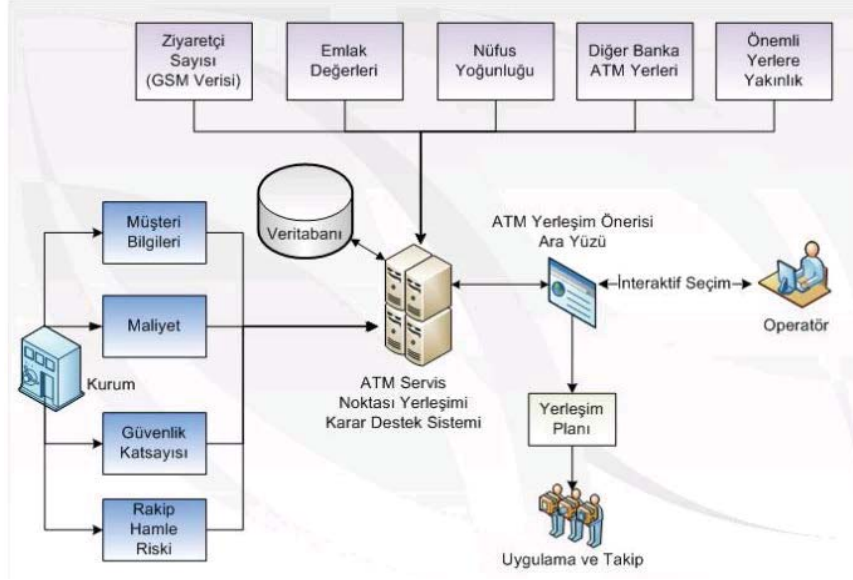 Ziyaretçi
Sayısı
(GSM Verisi)
Emlak
Değerleri
Nüfus
Yoğunluğu
Diğer Banka
ATM Yerleri
Önemli
Yerlere
Yakınlık
Müşteri
Bilgileri
Veritabanı
ATM Yerleşim Önerisi
Ara Yüzü
İnteraktif Seçim
Operatör
Maliyet
Kurum
ATM Servis
Noktası Yerleşimi
Karar Destek Sistemi
Güvenlik
Katsayısı
Yerleşim
Planı
Rakip
Hamle
Riski
Uygulama ve Takip